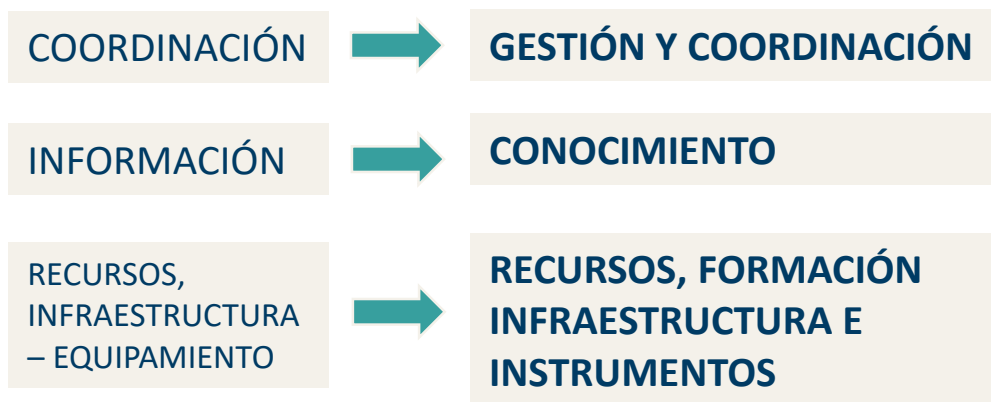 COORDINACIÓN
GESTIÓN Y COORDINACIÓN
INFORMACIÓN
CONOCIMIENTO
RECURSOS,
INFRAESTRUCTURA
– EQUIPAMIENTO
RECURSOS, FORMACIÓN
INFRAESTRUCTURA E
INSTRUMENTOS